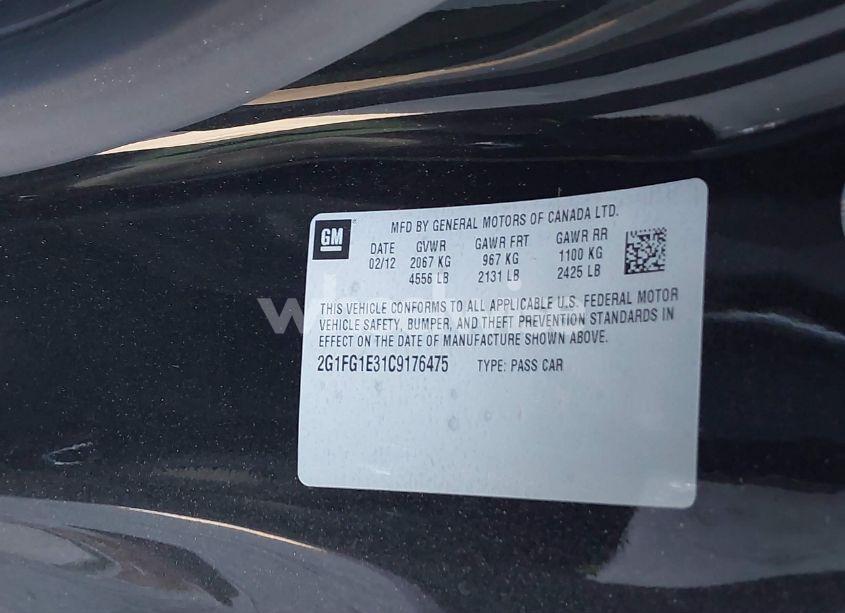 GM
MFD BY GENERAL MOTORS OF CANADA LTD.
DATE GVWR GAWR FRT GAWR RR
02/12 2067 KG 967 KG 1100 KG
4556 LB 2131 LB 2425 LB
THIS VEHICLE CONFORMS TO ALL APPLICABLE U.S. FEDERAL MOTOR
VEHICLE SAFETY, BUMPER, AND THEFT PREVENTION STANDARDS IN
EFFECT ON THE DATE OF MANUFACTURE SHOWN ABOVE.
2G1FG1E31C9176475 TYPE: PASS CAR